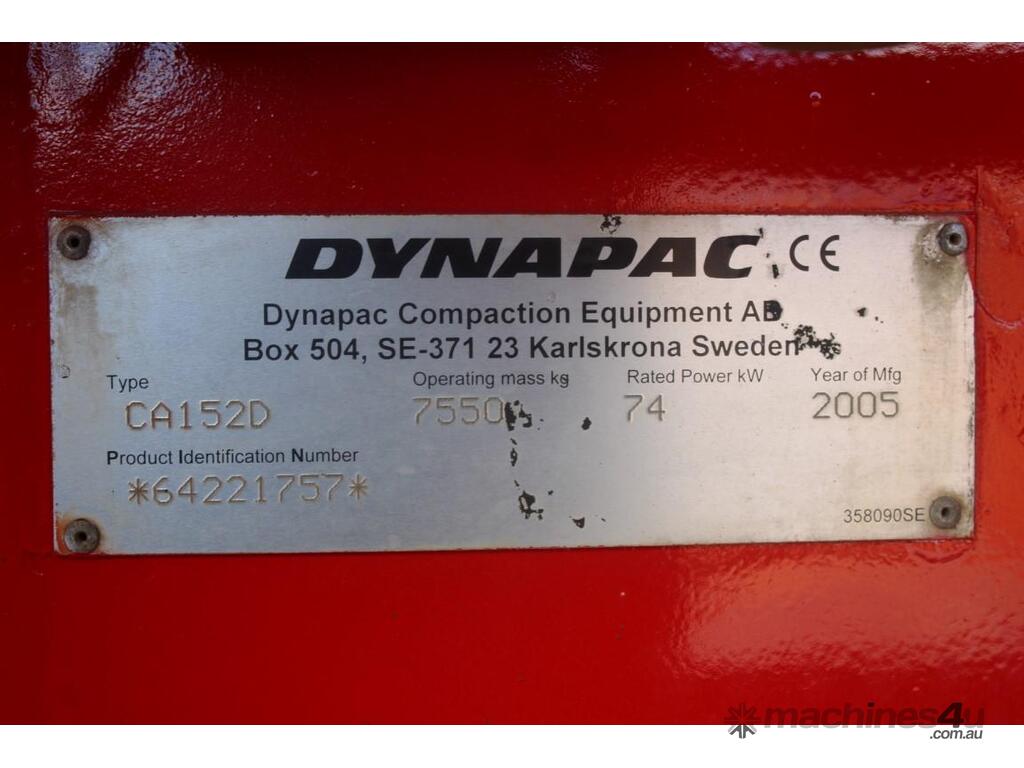 DYNAPAC CE
Dynapac Compaction Equipment AB
Box 504, SE-371 23 Karlskrona Sweden
Type Operating mass kg Rated Power kW Year of Mfg
CA152D 7550 74 2005
Product Identification Number
*64221757*
358090SE
machines4u
.com.au